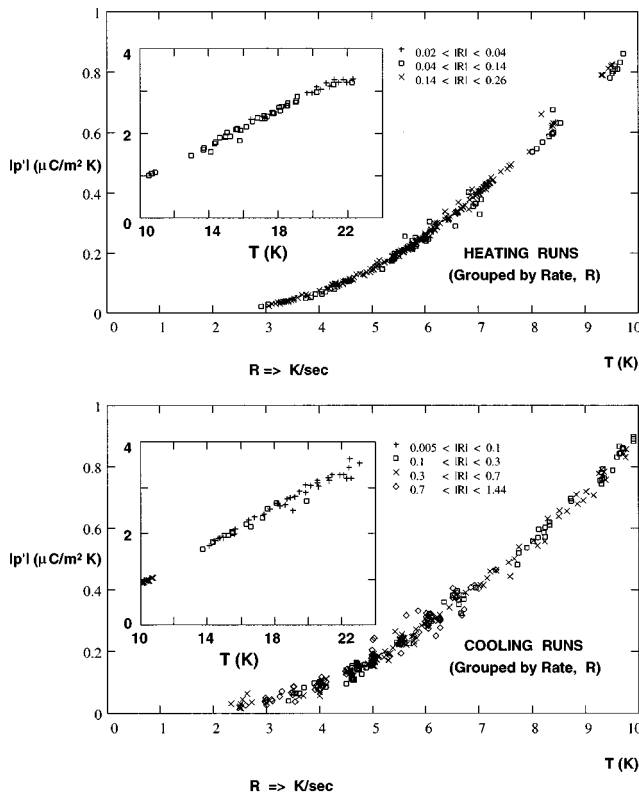 1
0.8
0.6
0.4
0.2
0
|p'| (μ C/m² K)
4
2
0
10 14 18 22
T (K)
+ 0.02 < |R| < 0.04
□ 0.04 < |R| < 0.14
× 0.14 < |R| < 0.26
HEATING RUNS
(Grouped by Rate, R)
0 1 2 3 4 5 6 7 8 9 10
R => K/sec
T (K)
1
0.8
0.6
0.4
0.2
0
|p'| (μ C/m² K)
4
2
0
10 14 18 22
T (K)
+ 0.005 < |R| < 0.1
□ 0.1 < |R| < 0.3
× 0.3 < |R| < 0.7
◇ 0.7 < |R| < 1.44
COOLING RUNS
(Grouped by Rate, R)
0 1 2 3 4 5 6 7 8 9 10
T (K)
R => K/sec